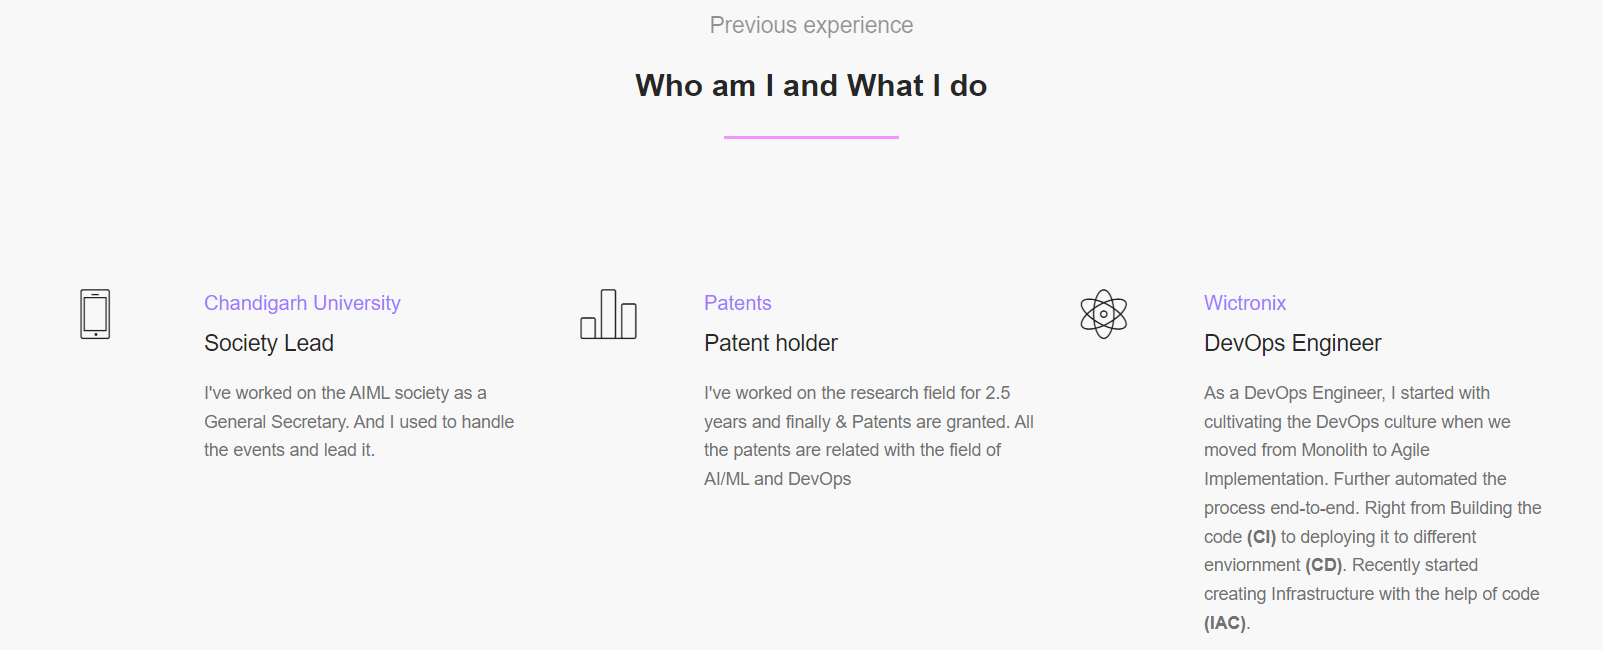 Previous experience
Who am I and What I do
Chandigarh University
Society Lead
I've worked on the AIML society as a
General Secretary. And I used to handle
the events and lead it.
Patents
Patent holder
I've worked on the research field for 2.5
years and finally & Patents are granted. All
the patents are related with the field of
AI/ML and DevOps
Wictronix
DevOps Engineer
As a DevOps Engineer, I started with
cultivating the DevOps culture when we
moved from Monolith to Agile
Implementation. Further automated the
process end-to-end. Right from Building the
code (CI) to deploying it to different
enviornment (CD). Recently started
creating Infrastructure with the help of code
(IAC).